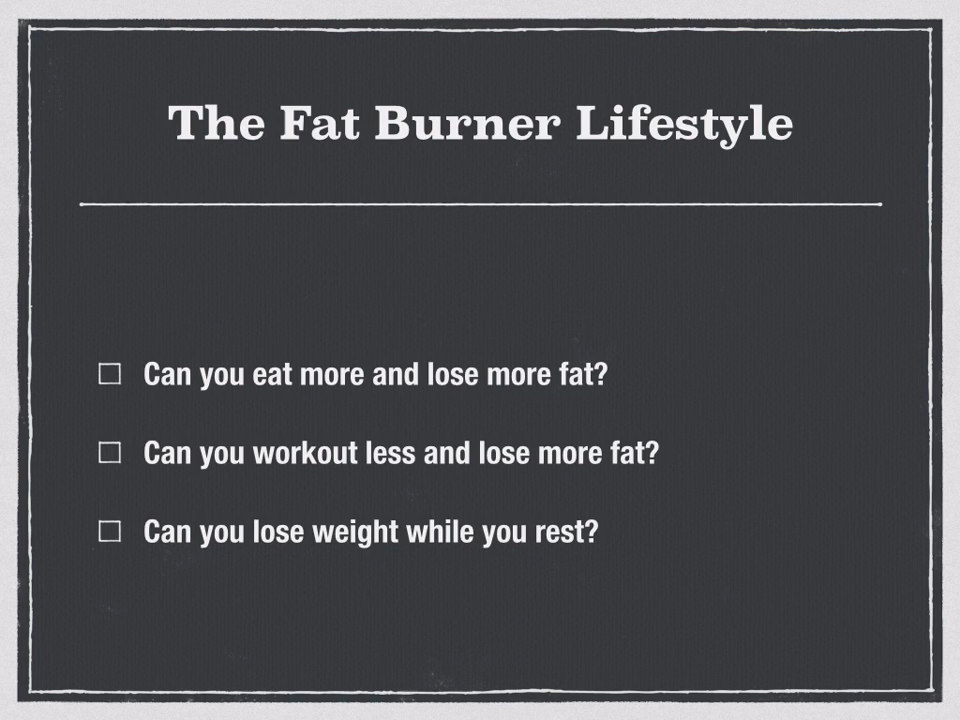 The Fat Burner Lifestyle
Can you eat more and lose more fat?
Can you workout less and lose more fat?
Can you lose weight while you rest?